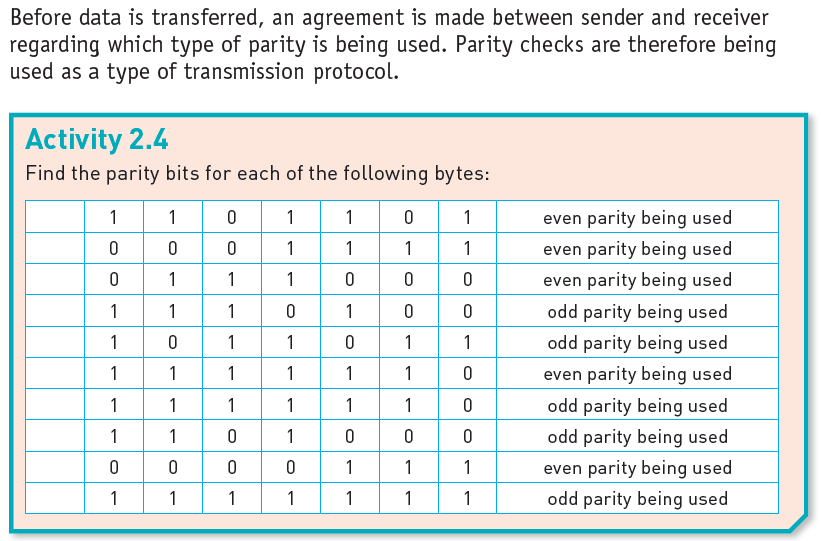 Before data is transferred, an agreement is made between sender and receiver
regarding which type of parity is being used. Parity checks are therefore being
used as a type of transmission protocol.
Activity 2.4
Find the parity bits for each of the following bytes:
1 1 0 1 1 0 1 even parity being used
0 0 0 1 1 1 1 even parity being used
0 1 1 1 0 0 0 even parity being used
1 1 1 0 1 0 0 odd parity being used
1 0 1 1 0 1 1 odd parity being used
1 1 1 1 1 1 0 even parity being used
1 1 1 1 1 1 0 odd parity being used
1 1 0 1 0 0 0 odd parity being used
0 0 0 0 1 1 1 even parity being used
1 1 1 1 1 1 1 odd parity being used